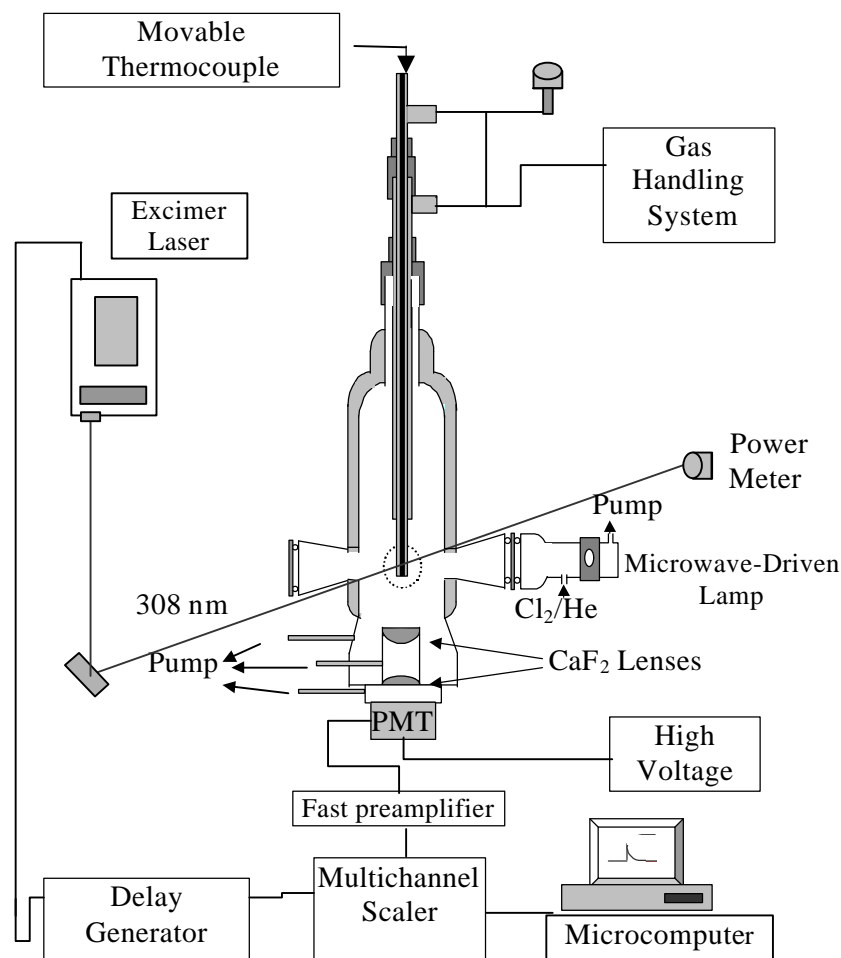 Movable
Thermocouple
Gas
Handling
System
Excimer
Laser
Power
Meter
Pump
Microwave-Driven
Lamp
Cl₂/He
308 nm
Pump
CaF₂ Lenses
PMT
High
Voltage
Fast preamplifier
Multichannel
Scaler
Delay
Generator
Microcomputer